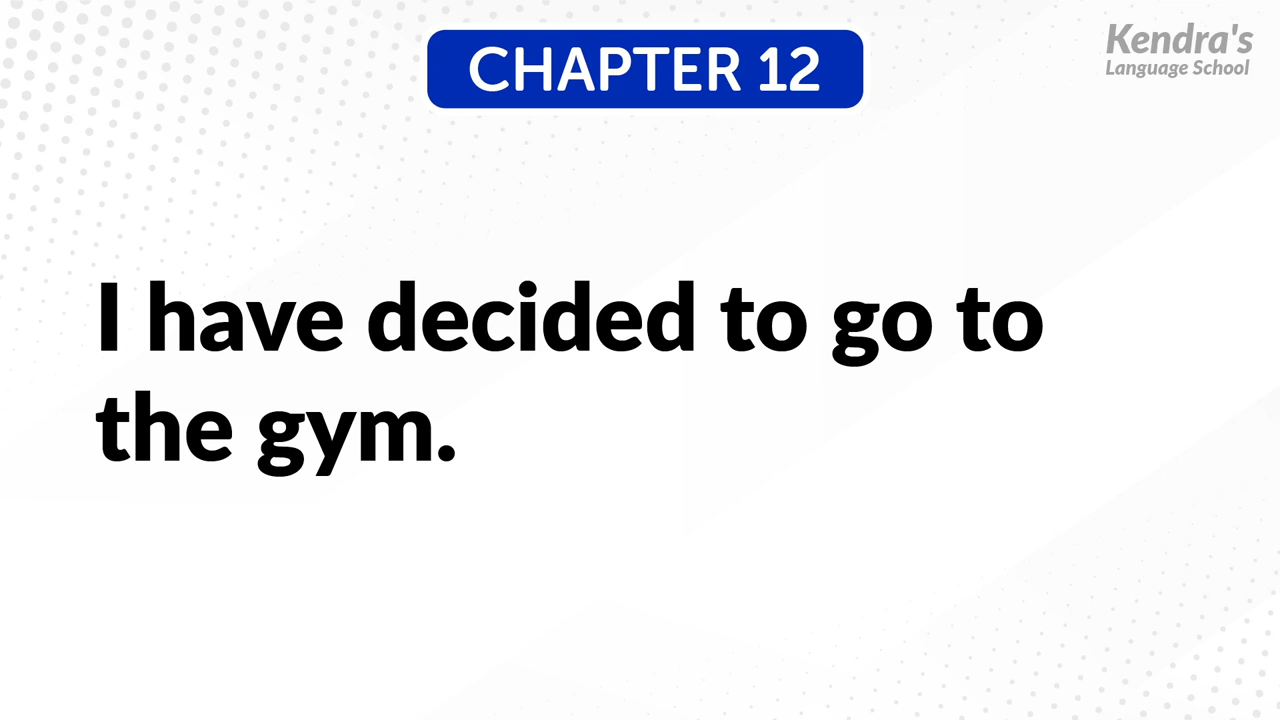 CHAPTER 12
Kendra's
Language School
I have decided to go to
the gym.